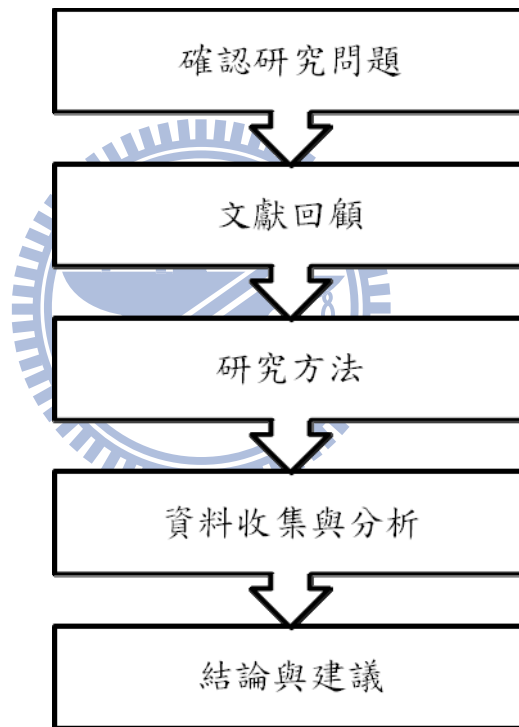 確認研究問題
文獻回顧
研究方法
資料收集與分析
結論與建議